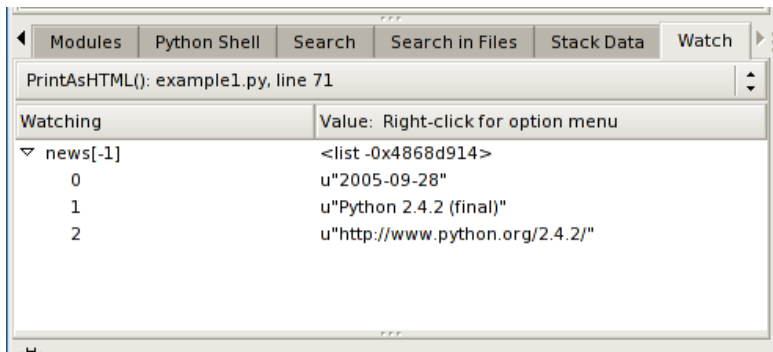 Modules Python Shell Search Search in Files Stack Data Watch
PrintAsHTML(): example1.py, line 71
Watching Value: Right-click for option menu
news[-1] <list -0x4868d914>
0 u"2005-09-28"
1 u"Python 2.4.2 (final)"
2 u"http://www.python.org/2.4.2/"